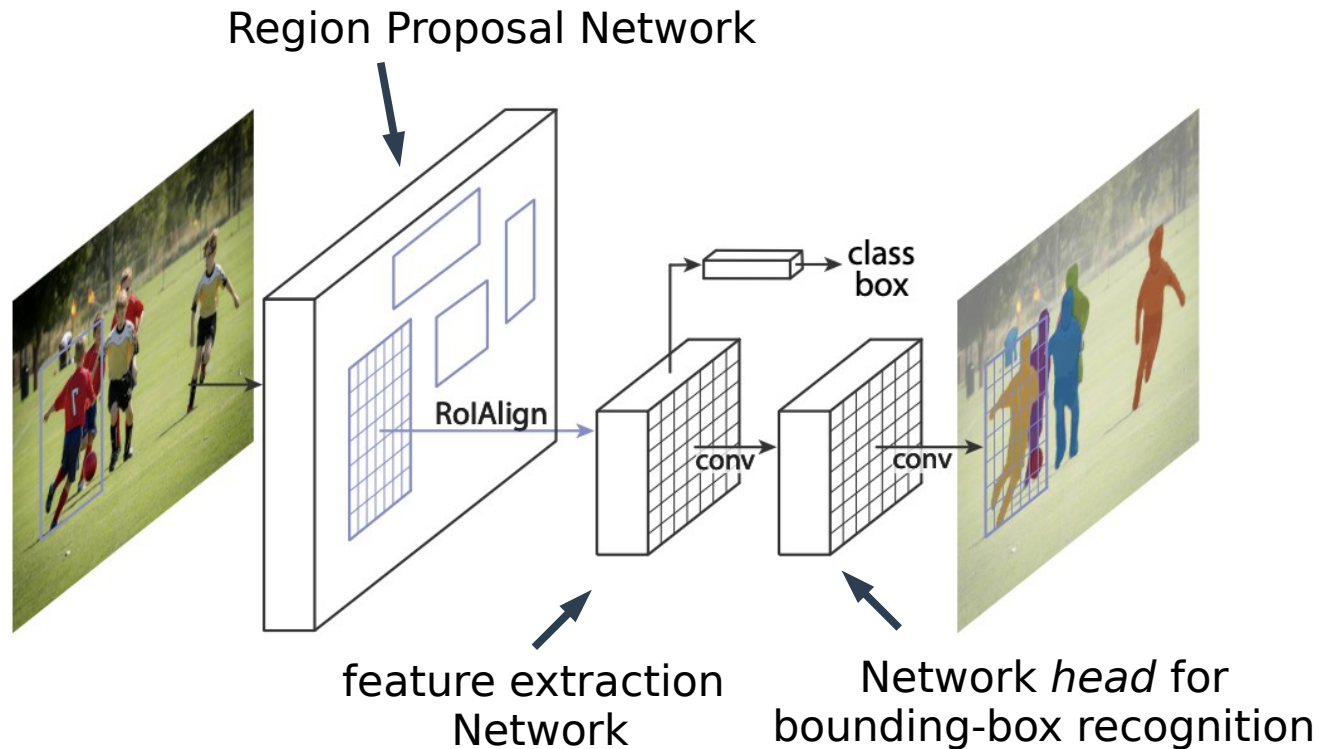 Region Proposal Network
class
box
RoIAlign
conv
conv
feature extraction
Network
Network head for
bounding-box recognition